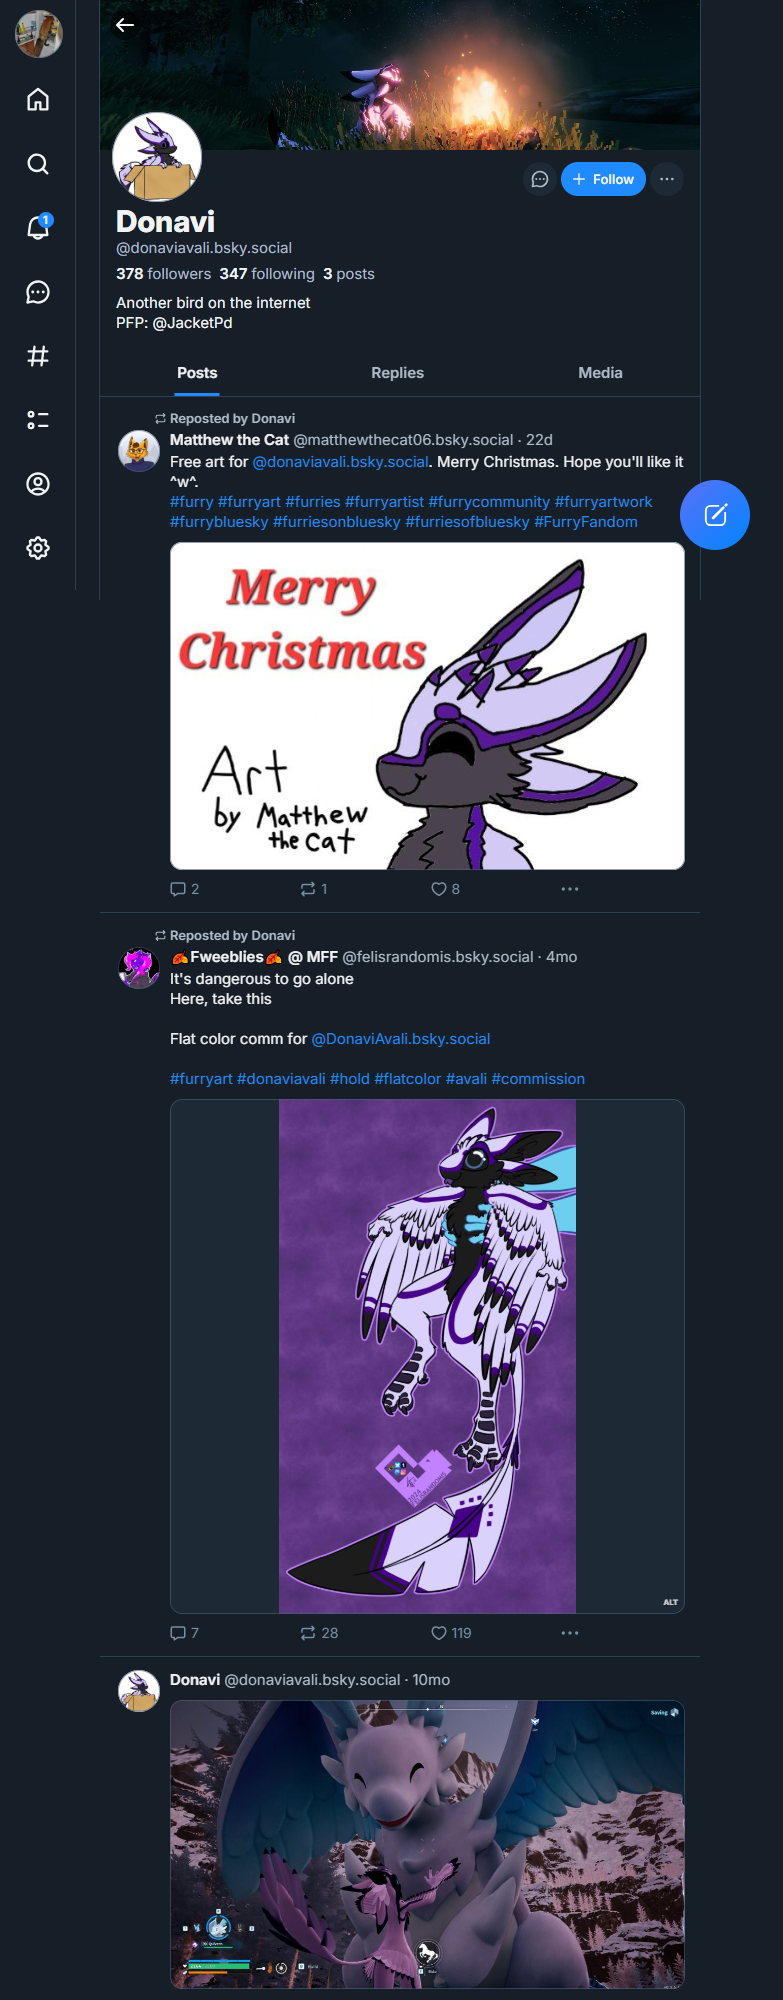 1
Follow
Donavi
@donaviavali.bsky.social
378 followers 347 following 3 posts
Another bird on the internet
PFP: @JacketPd
Posts Replies Media
Reposted by Donavi
Matthew the Cat @matthewthecat06.bsky.social · 22d
Free art for @donaviavali.bsky.social. Merry Christmas. Hope you'll like it
^w^.
#furry #furryart #furries #furryartist #furrycommunity #furryartwork
#furrybluesky #furriesonbluesky #furriesofbluesky #FurryFandom
Merry
Christmas
Art
by Matthew
the Cat
2 1 8
Reposted by Donavi
🍂Fweeblies🍂 @ MFF @felisrandomis.bsky.social · 4mo
It's dangerous to go alone
Here, take this
Flat color comm for @DonaviAvali.bsky.social
#furryart #donaviavali #hold #flatcolor #avali #commission
2024
ALT
7 28 119
Donavi @donaviavali.bsky.social · 10mo
Saving